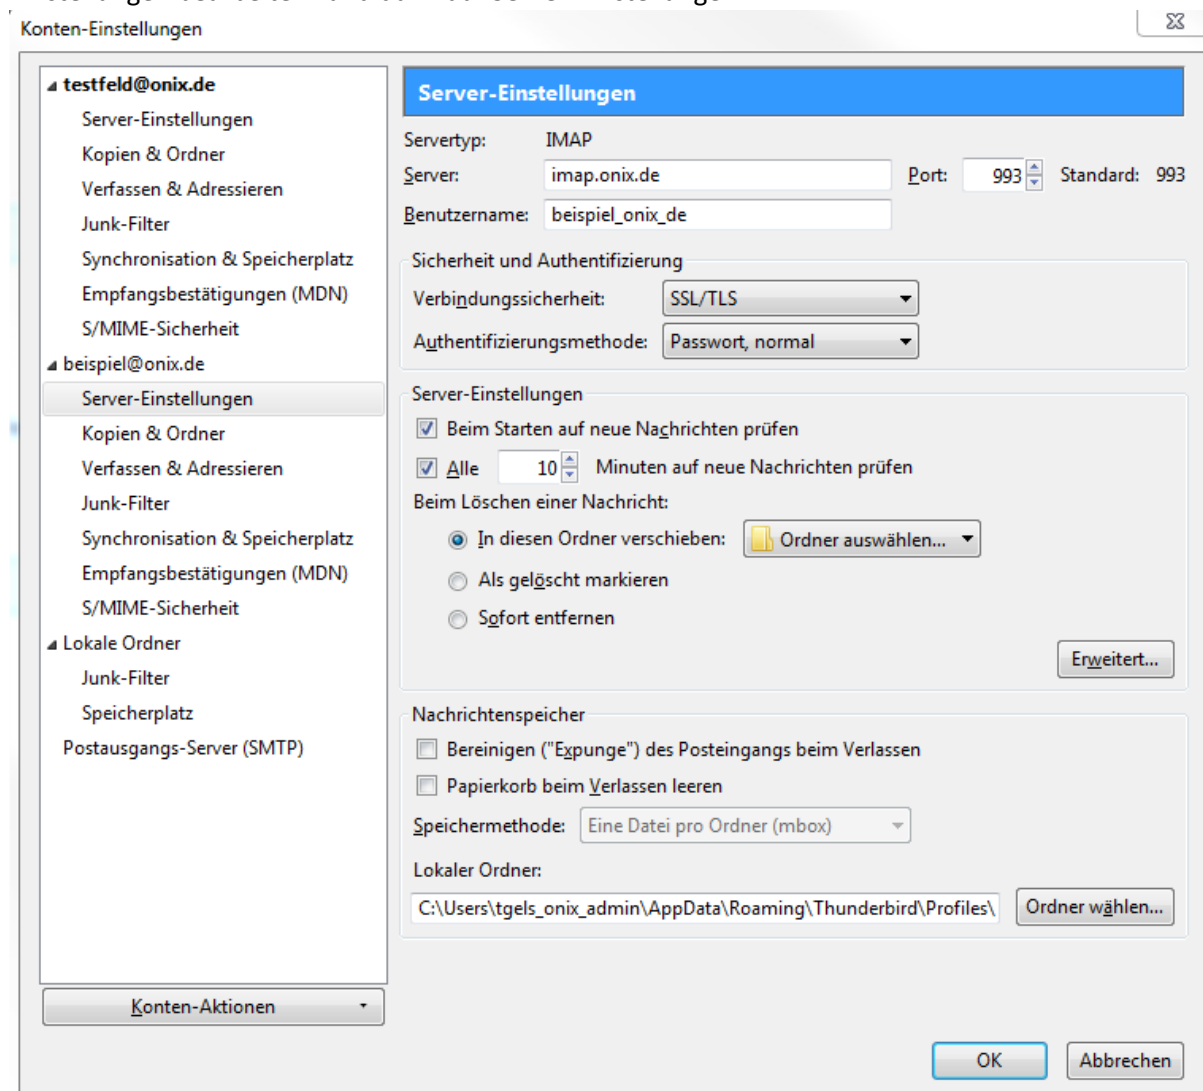 Konten-Einstellungen
testfeld@onix.de
Server-Einstellungen
Kopien & Ordner
Verfassen & Adressieren
Junk-Filter
Synchronisation & Speicherplatz
Empfangsbestätigungen (MDN)
S/MIME-Sicherheit
beispiel@onix.de
Server-Einstellungen
Kopien & Ordner
Verfassen & Adressieren
Junk-Filter
Synchronisation & Speicherplatz
Empfangsbestätigungen (MDN)
S/MIME-Sicherheit
Lokale Ordner
Junk-Filter
Speicherplatz
Postausgangs-Server (SMTP)
Konten-Aktionen
Server-Einstellungen
Servertyp: IMAP
Server: imap.onix.de Port: 993 Standard: 993
Benutzername: beispiel_onix_de
Sicherheit und Authentifizierung
Verbindungssicherheit: SSL/TLS
Authentifizierungsmethode: Passwort, normal
Server-Einstellungen
Beim Starten auf neue Nachrichten prüfen
Alle 10 Minuten auf neue Nachrichten prüfen
Beim Löschen einer Nachricht:
In diesen Ordner verschieben: Ordner auswählen...
Als gelöscht markieren
Sofort entfernen
Erweitert...
Nachrichtenspeicher
Bereinigen ("Expunge") des Posteingangs beim Verlassen
Papierkorb beim Verlassen leeren
Speichermethode: Eine Datei pro Ordner (mbox)
Lokaler Ordner:
C:\Users\tgels_onix_admin\AppData\Roaming\Thunderbird\Profiles\ Ordner wählen...
OK Abbrechen